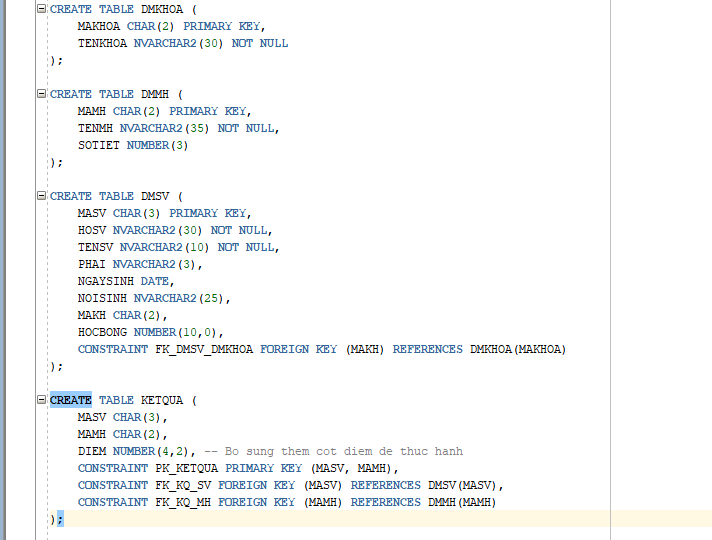 CREATE TABLE DMKHOA (
MAKHOA CHAR(2) PRIMARY KEY,
TENKHOA NVARCHAR2(30) NOT NULL
);
CREATE TABLE DMMH (
MAMH CHAR(2) PRIMARY KEY,
TENMH NVARCHAR2(35) NOT NULL,
SOTIET NUMBER(3)
);
CREATE TABLE DMSV (
MASV CHAR(3) PRIMARY KEY,
HOSV NVARCHAR2(30) NOT NULL,
TENSV NVARCHAR2(10) NOT NULL,
PHAI NVARCHAR2(3),
NGAYSINH DATE,
NOISINH NVARCHAR2(25),
MAKH CHAR(2),
HOCBONG NUMBER(10,0),
CONSTRAINT FK_DMSV_DMKHOA FOREIGN KEY (MAKH) REFERENCES DMKHOA(MAKHOA)
);
CREATE TABLE KETQUA (
MASV CHAR(3),
MAMH CHAR(2),
DIEM NUMBER(4,2), -- Bo sung them cot diem de thuc hanh
CONSTRAINT PK_KETQUA PRIMARY KEY (MASV, MAMH),
CONSTRAINT FK_KQ_SV FOREIGN KEY (MASV) REFERENCES DMSV(MASV),
CONSTRAINT FK_KQ_MH FOREIGN KEY (MAMH) REFERENCES DMMH(MAMH)
);